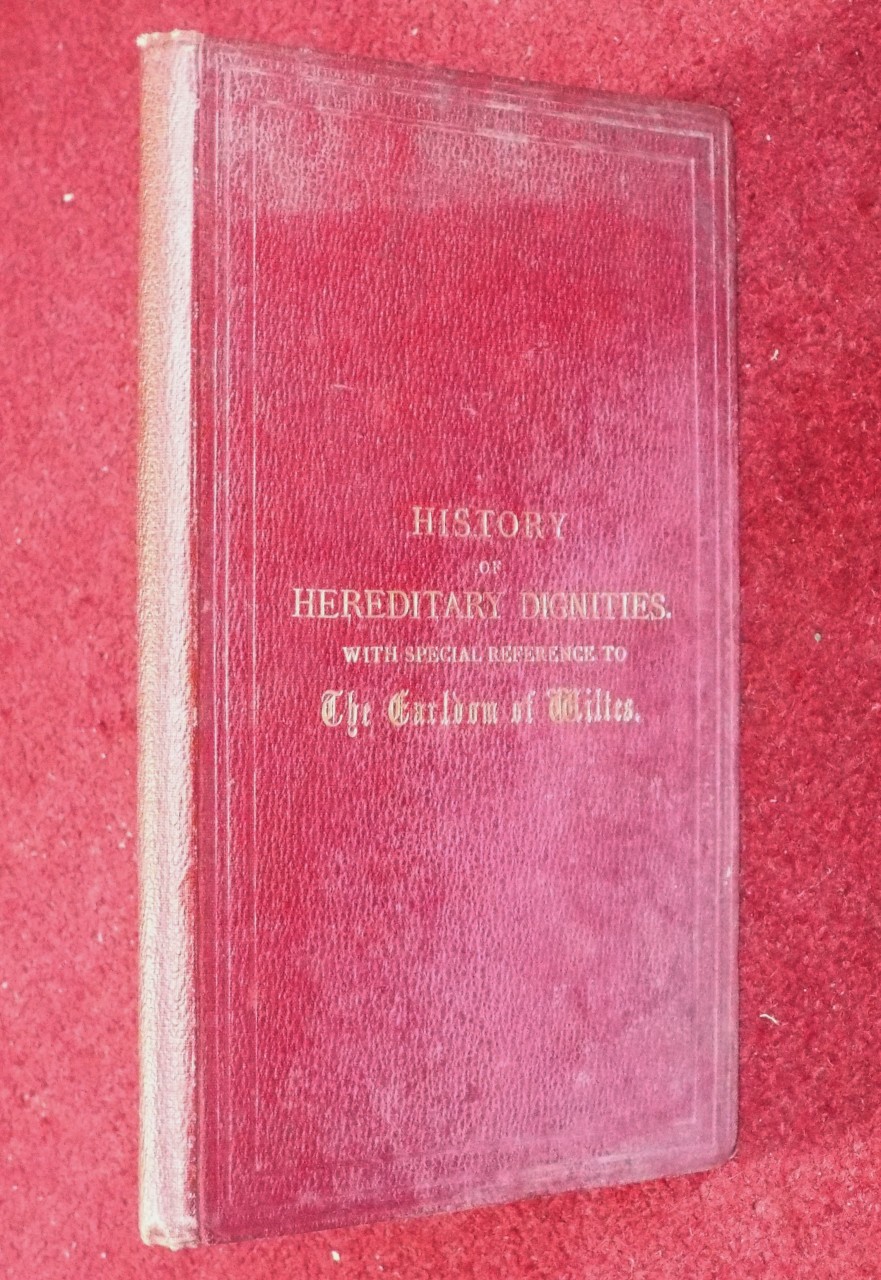 HISTORY
OF
HEREDITARY DIGNITIES.
WITH SPECIAL REFERENCE TO
The Earldom of Wiltes.